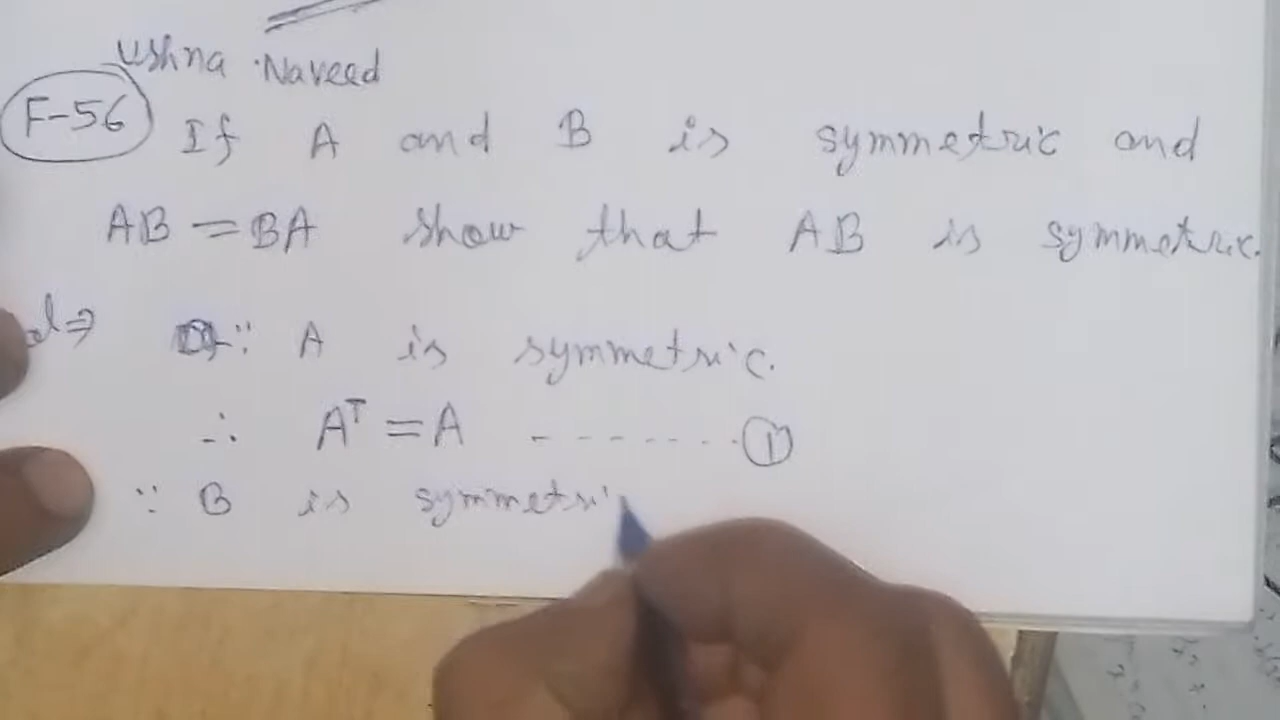 Ushna Naveed
F-56 If A and B is symmetric and
AB = BA show that AB is symmetric.
∵ A is symmetric.
∴ Aᵀ = A -------- ①
∵ B is symmetri